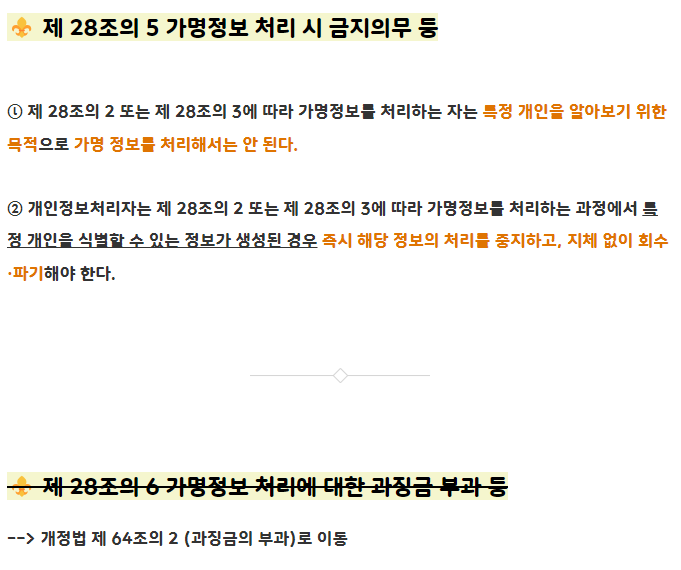 제 28조의 5 가명정보 처리 시 금지의무 등
① 제 28조의 2 또는 제 28조의 3에 따라 가명정보를 처리하는 자는 특정 개인을 알아보기 위한
목적으로 가명 정보를 처리해서는 안 된다.
② 개인정보처리자는 제 28조의 2 또는 제 28조의 3에 따라 가명정보를 처리하는 과정에서 특
정 개인을 식별할 수 있는 정보가 생성된 경우 즉시 해당 정보의 처리를 중지하고, 지체 없이 회수
·파기해야 한다.
제 28조의 6 가명정보 처리에 대한 과징금 부과 등
--> 개정법 제 64조의 2 (과징금의 부과)로 이동